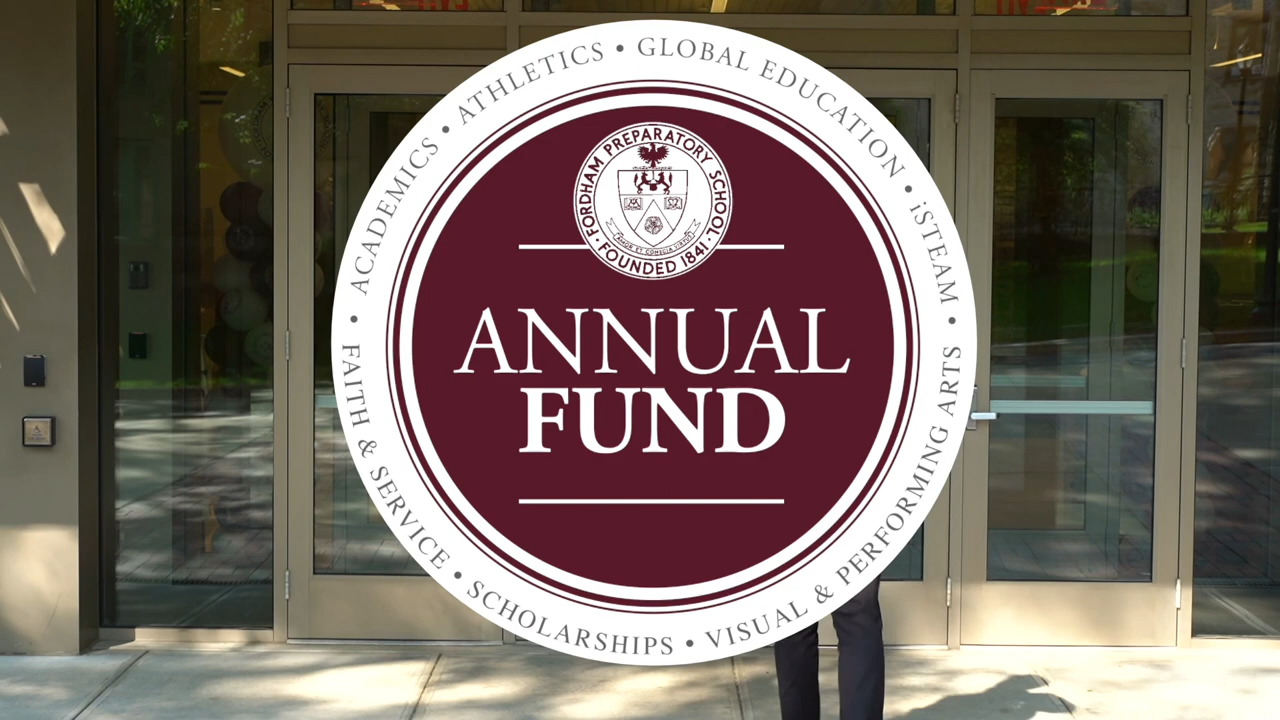 • ACADEMICS • ATHLETICS • GLOBAL EDUCATION • iSTEAM •
FAITH & SERVICE • SCHOLARSHIPS • VISUAL & PERFORMING ARTS
FORDHAM PREPARATORY SCHOOL
• FOUNDED 1841 •
ANNUAL
FUND